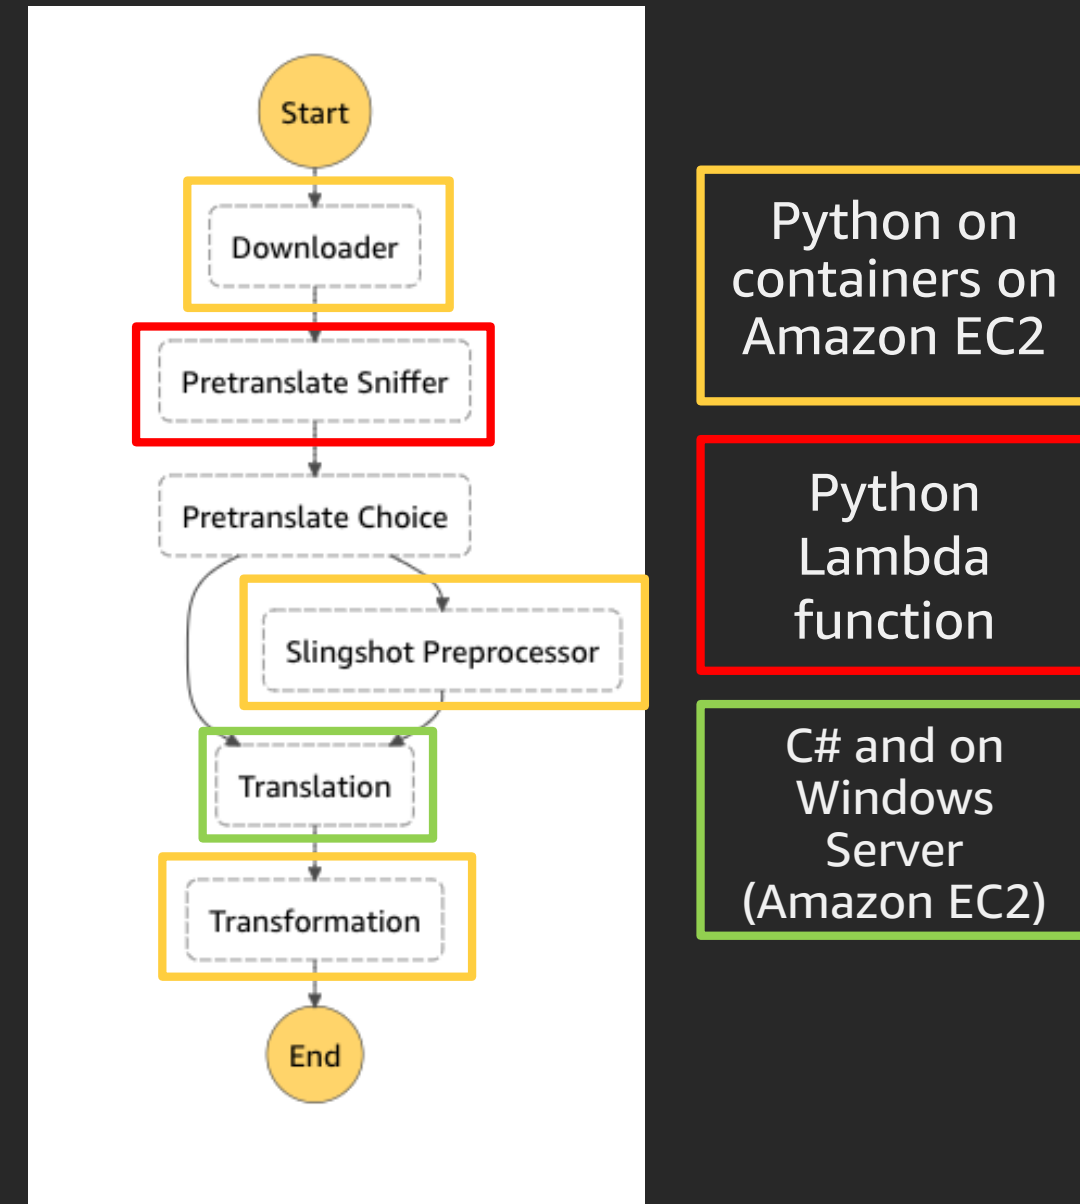 Start
Downloader
Pretranslate Sniffer
Pretranslate Choice
Slingshot Preprocessor
Translation
Transformation
End
Python on
containers on
Amazon EC2
Python
Lambda
function
C# and on
Windows
Server
(Amazon EC2)